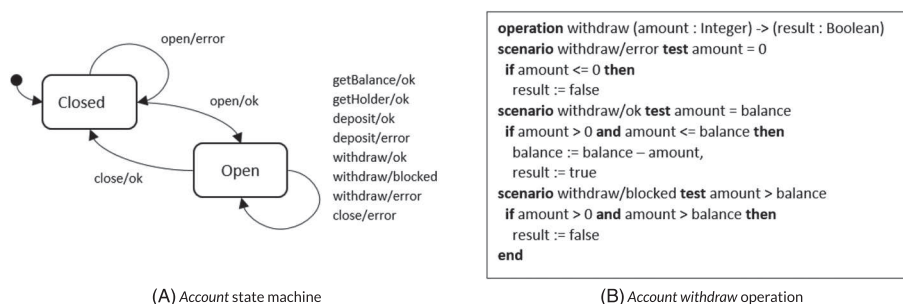 open/error
Closed
open/ok
Open
close/ok
getBalance/ok
getHolder/ok
deposit/ok
deposit/error
withdraw/ok
withdraw/blocked
withdraw/error
close/error
(A) Account state machine
operation withdraw (amount : Integer) -> (result : Boolean)
scenario withdraw/error test amount = 0
if amount <= 0 then
result := false
scenario withdraw/ok test amount = balance
if amount > 0 and amount <= balance then
balance := balance – amount,
result := true
scenario withdraw/blocked test amount > balance
if amount > 0 and amount > balance then
result := false
end
(B) Account withdraw operation